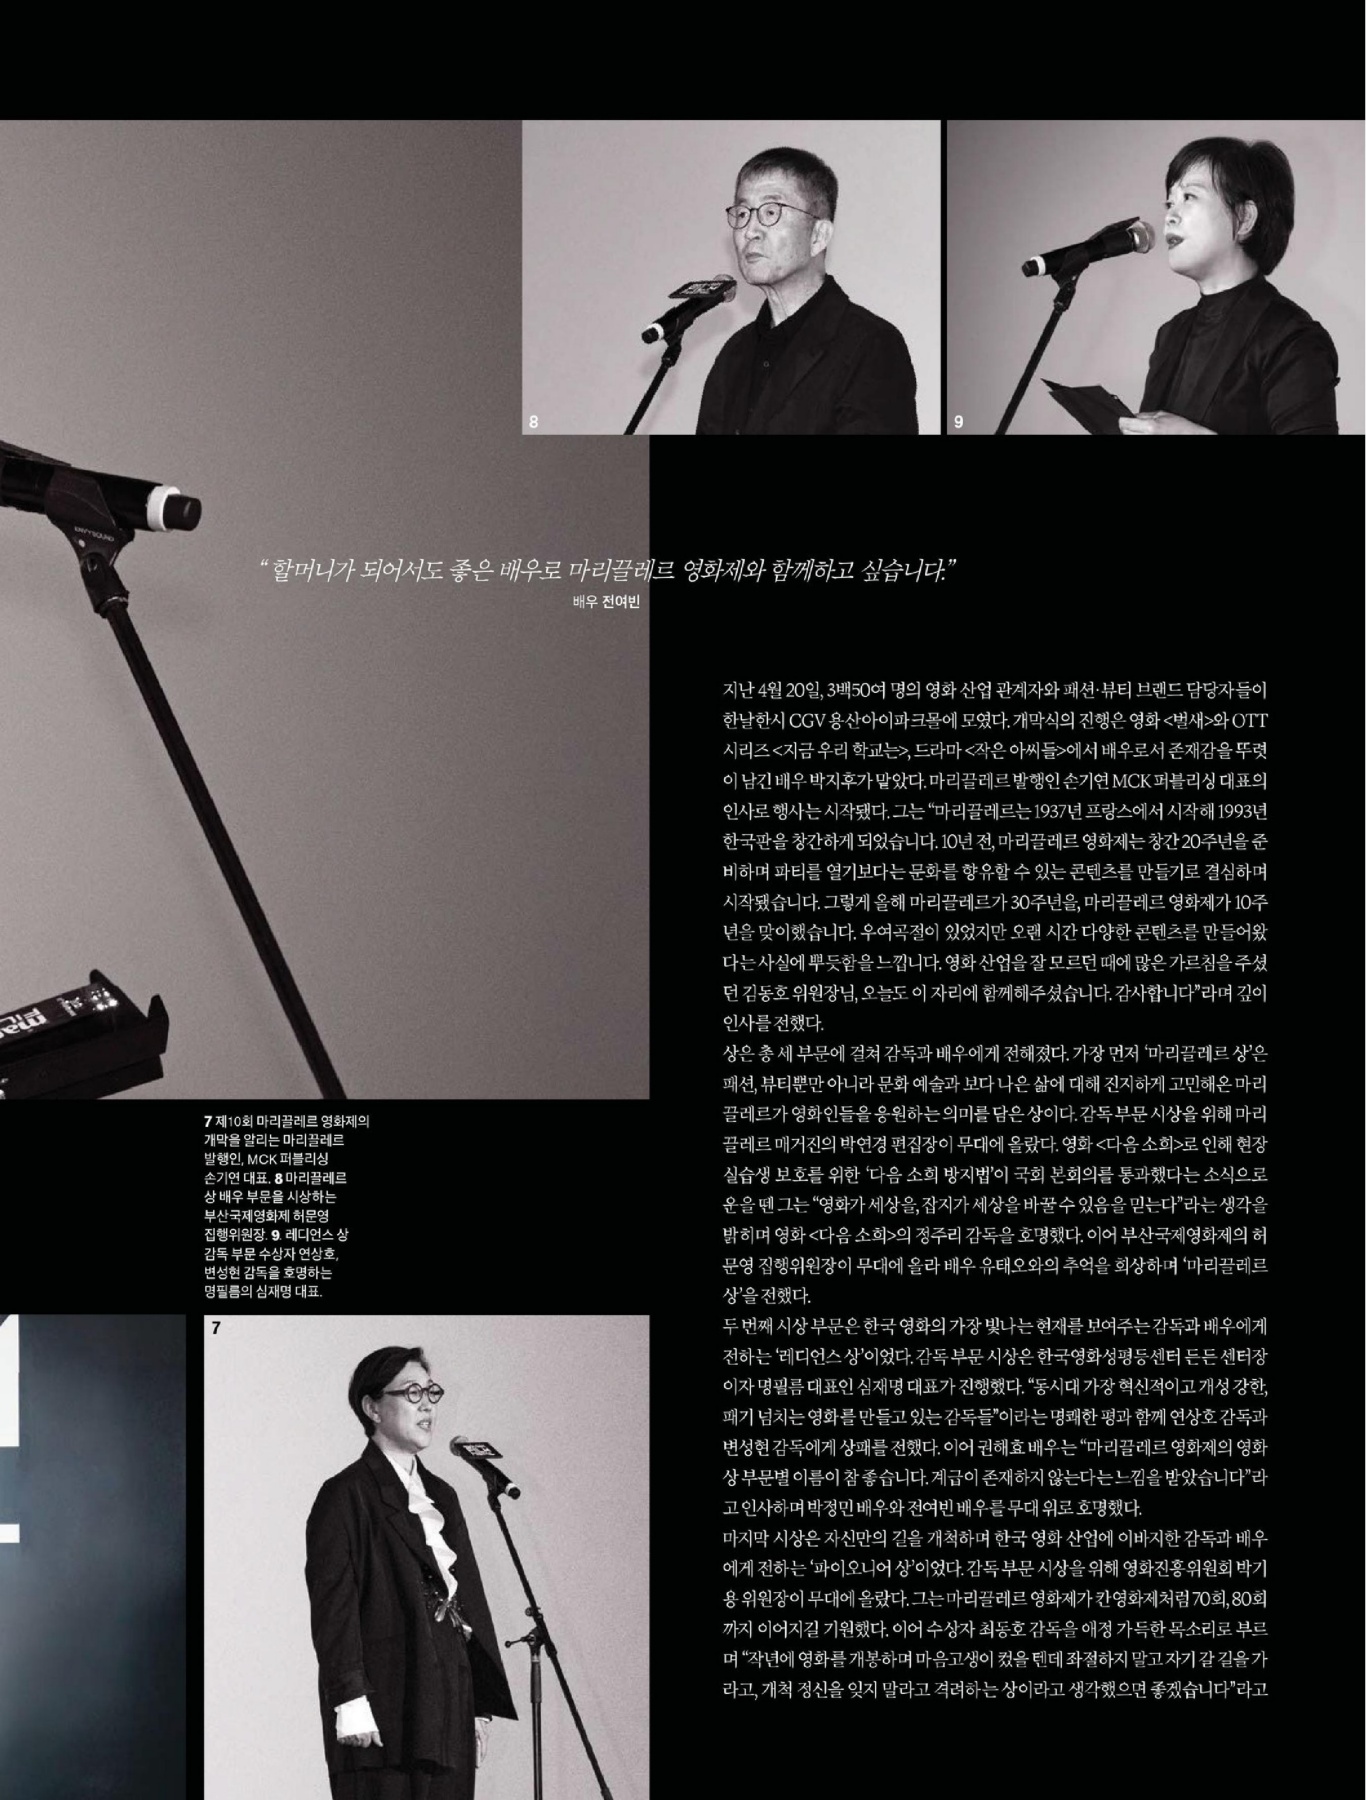 8
9
“할머니가 되어서도 좋은 배우로 마리끌레르 영화제와 함께하고 싶습니다.”
배우 전여빈
ENVYSOUND
7 제10회 마리끌레르 영화제의
개막을 알리는 마리끌레르
발행인, MCK 퍼블리싱
손기연 대표. 8 마리끌레르
상 배우 부문을 시상하는
부산국제영화제 허문영
집행위원장. 9. 레디언스 상
감독 부문 수상자 연상호,
변성현 감독을 호명하는
명필름의 심재명 대표.
7
지난 4월 20일, 3백50여 명의 영화 산업 관계자와 패션·뷰티 브랜드 담당자들이
한날한시 CGV 용산아이파크몰에 모였다. 개막식의 진행은 영화 <벌새>와 OTT
시리즈 <지금 우리 학교는>, 드라마 <작은 아씨들>에서 배우로서 존재감을 뚜렷
이 남긴 배우 박지후가 맡았다. 마리끌레르 발행인 손기연 MCK 퍼블리싱 대표의
인사로 행사는 시작됐다. 그는 “마리끌레르는 1937년 프랑스에서 시작해 1993년
한국판을 창간하게 되었습니다. 10년 전, 마리끌레르 영화제는 창간 20주년을 준
비하며 파티를 열기보다는 문화를 향유할 수 있는 콘텐츠를 만들기로 결심하며
시작됐습니다. 그렇게 올해 마리끌레르가 30주년을, 마리끌레르 영화제가 10주
년을 맞이했습니다. 우여곡절이 있었지만 오랜 시간 다양한 콘텐츠를 만들어왔
다는 사실에 뿌듯함을 느낍니다. 영화 산업을 잘 모르던 때에 많은 가르침을 주셨
던 김동호 위원장님, 오늘도 이 자리에 함께해주셨습니다. 감사합니다”라며 깊이
인사를 전했다.
상은 총 세 부문에 걸쳐 감독과 배우에게 전해졌다. 가장 먼저 ‘마리끌레르 상’은
패션, 뷰티뿐만 아니라 문화 예술과 보다 나은 삶에 대해 진지하게 고민해온 마리
끌레르가 영화인들을 응원하는 의미를 담은 상이다. 감독 부문 시상을 위해 마리
끌레르 매거진의 박연경 편집장이 무대에 올랐다. 영화 <다음 소희>로 인해 현장
실습생 보호를 위한 ‘다음 소희 방지법’이 국회 본회의를 통과했다는 소식으로
운을 뗀 그는 “영화가 세상을, 잡지가 세상을 바꿀 수 있음을 믿는다”라는 생각을
밝히며 영화 <다음 소희>의 정주리 감독을 호명했다. 이어 부산국제영화제의 허
문영 집행위원장이 무대에 올라 배우 유태오와의 추억을 회상하며 ‘마리끌레르
상’을 전했다.
두 번째 시상 부문은 한국 영화의 가장 빛나는 현재를 보여주는 감독과 배우에게
전하는 ‘레디언스 상’이었다. 감독 부문 시상은 한국영화성평등센터 든든 센터장
이자 명필름 대표인 심재명 대표가 진행했다. “동시대 가장 혁신적이고 개성 강한,
패기 넘치는 영화를 만들고 있는 감독들”이라는 명쾌한 평과 함께 연상호 감독과
변성현 감독에게 상패를 전했다. 이어 권해효 배우는 “마리끌레르 영화제의 영화
상 부문별 이름이 참 좋습니다. 계급이 존재하지 않는다는 느낌을 받았습니다”라
고 인사하며 박정민 배우와 전여빈 배우를 무대 위로 호명했다.
마지막 시상은 자신만의 길을 개척하며 한국 영화 산업에 이바지한 감독과 배우
에게 전하는 ‘파이오니어 상’이었다. 감독 부문 시상을 위해 영화진흥위원회 박기
용 위원장이 무대에 올랐다. 그는 마리끌레르 영화제가 칸영화제처럼 70회, 80회
까지 이어지길 기원했다. 이어 수상자 최동호 감독을 애정 가득한 목소리로 부르
며 “작년에 영화를 개봉하며 마음고생이 컸을 텐데 좌절하지 말고 자기 갈 길을 가
라고, 개척 정신을 잊지 말라고 격려하는 상이라고 생각했으면 좋겠습니다”라고